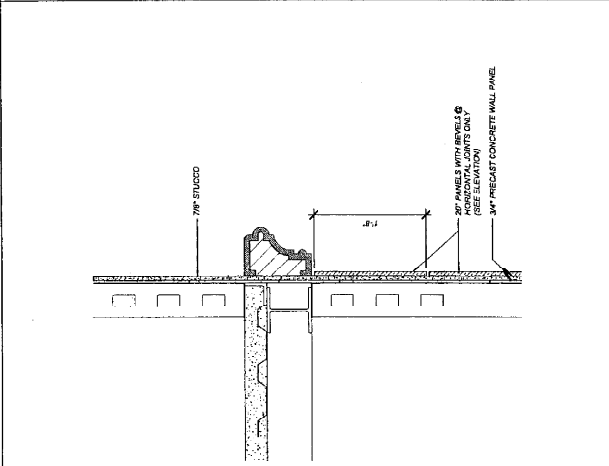 7/8" STUCCO
1'-8"
20" PANELS WITH BEVELS @
HORIZONTAL JOINTS ONLY
(SEE ELEVATION)
3/4" PRECAST CONCRETE WALL PANEL